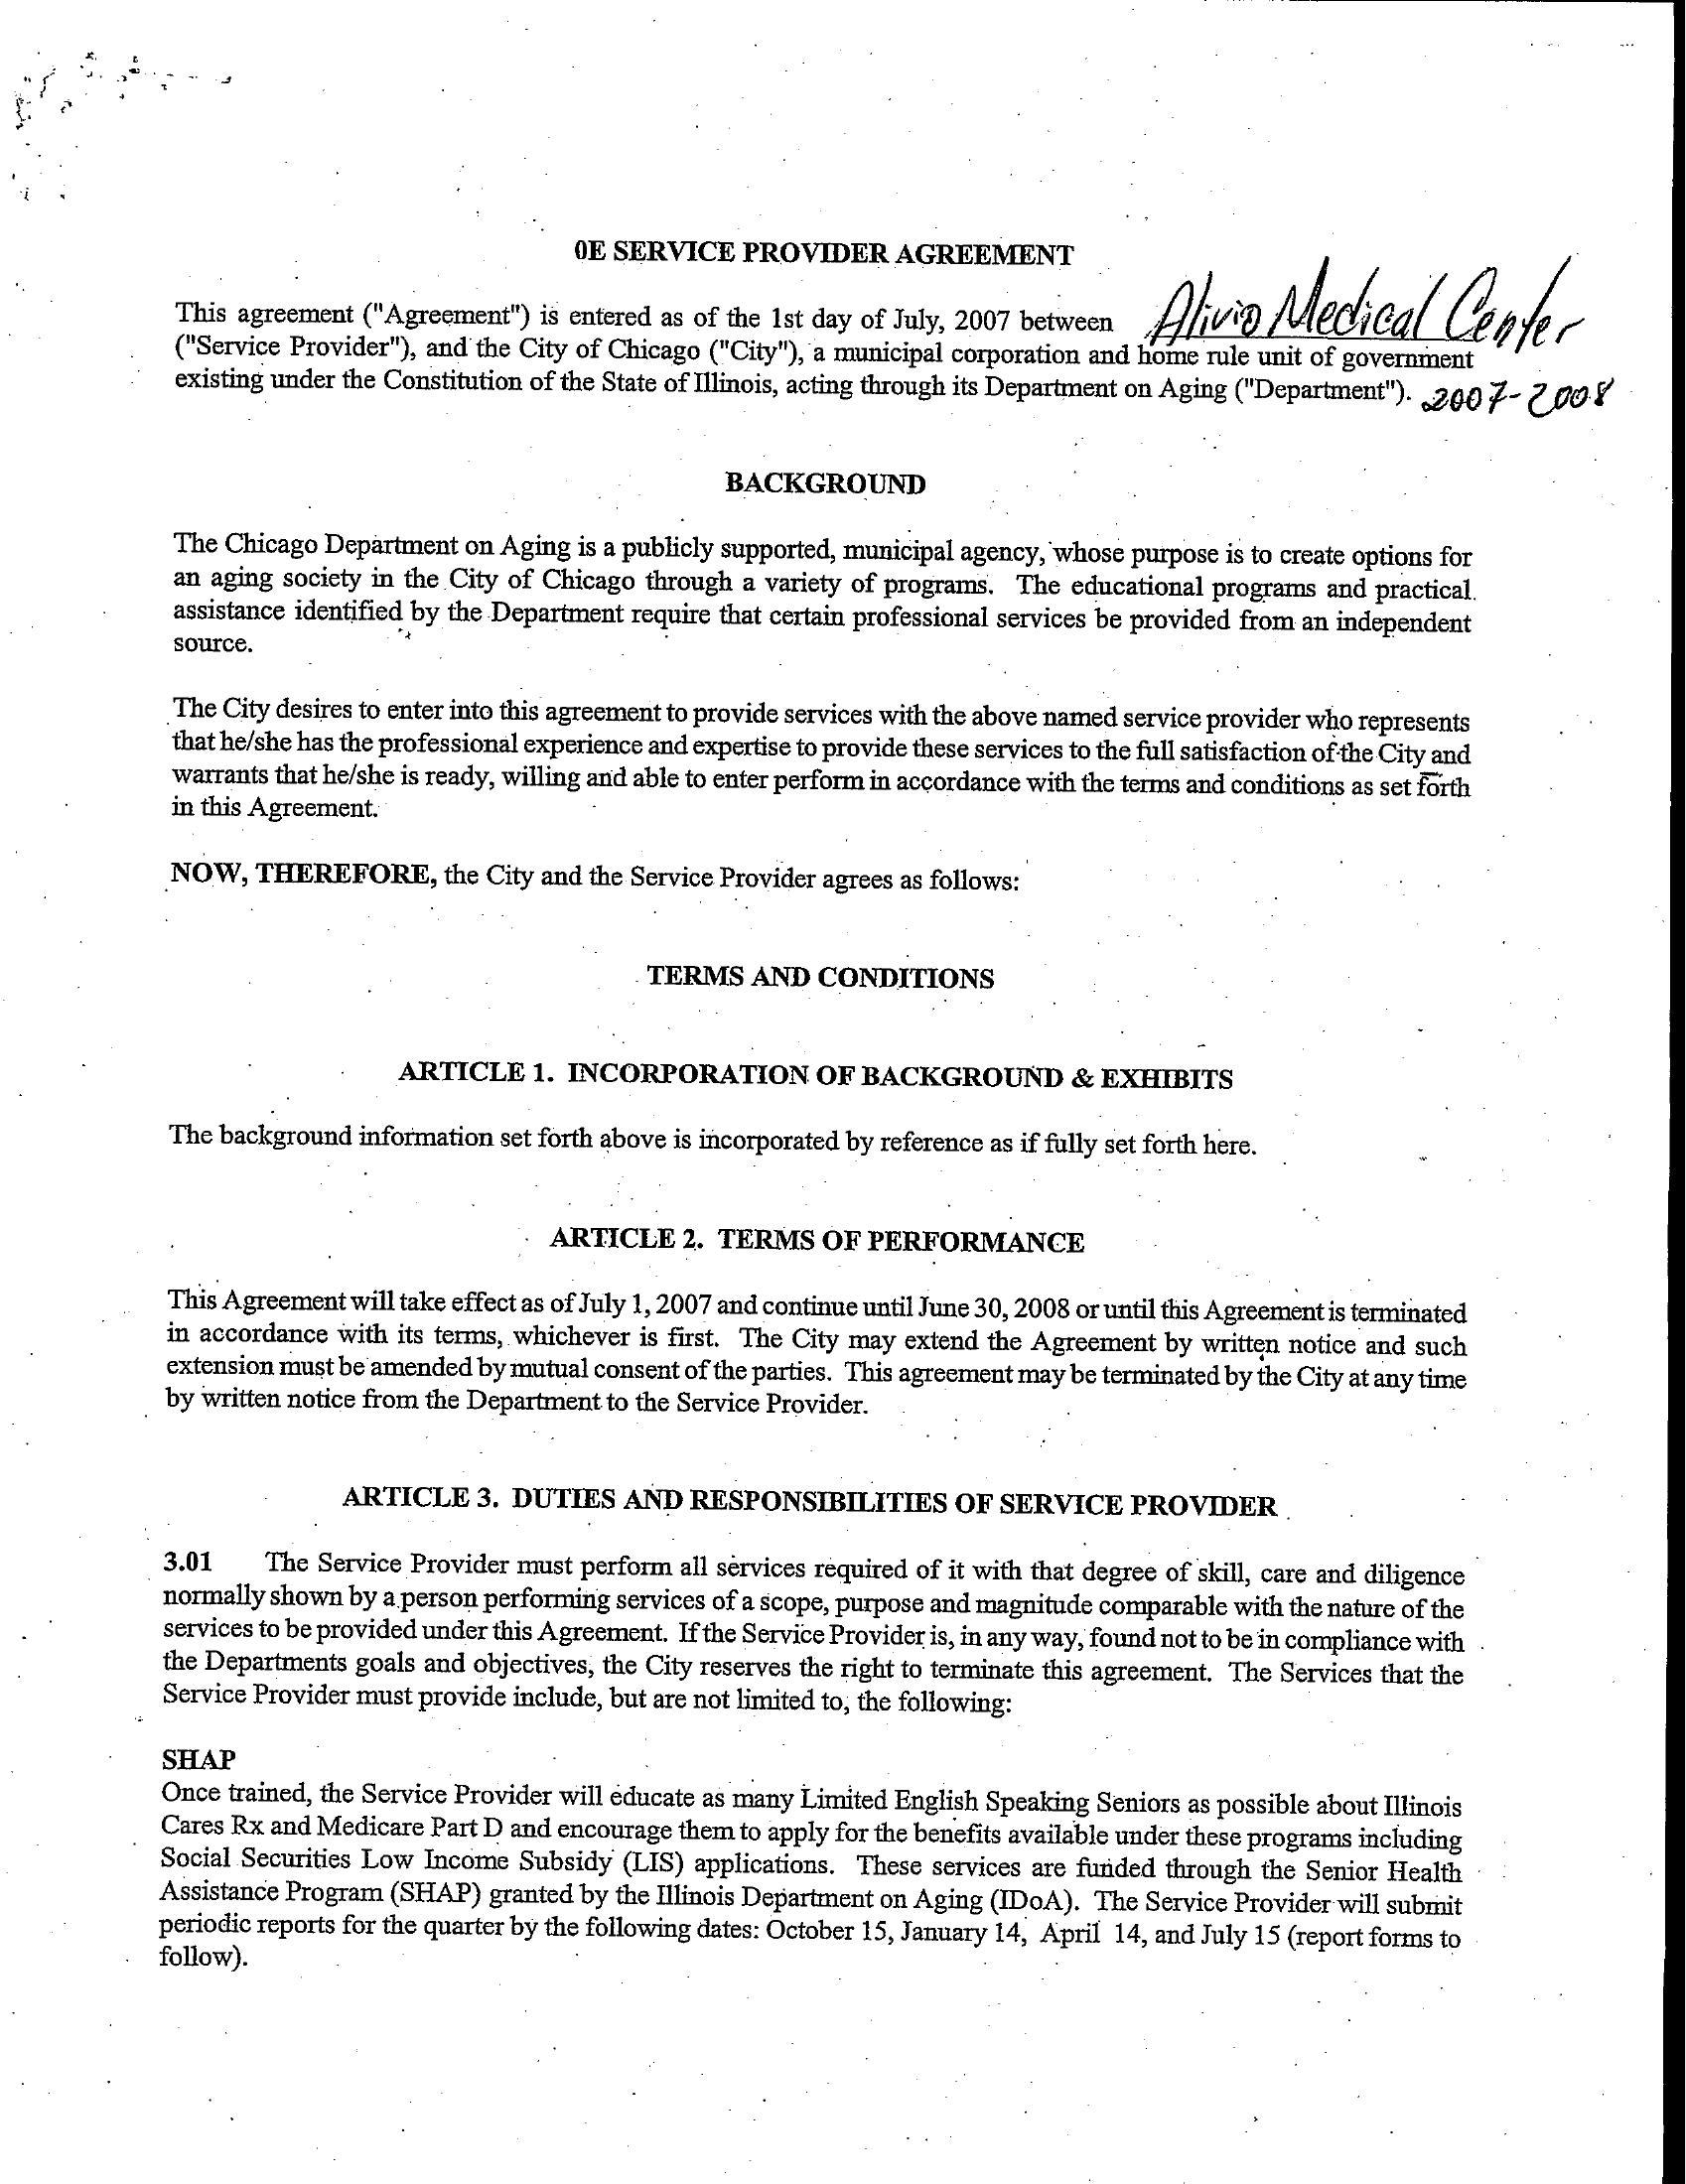 0E SERVICE PROVIDER AGREEMENT
This agreement ("Agreement") is entered as of the 1st day of July, 2007 between Alivio Medical Center
("Service Provider"), and the City of Chicago ("City"), a municipal corporation and home rule unit of government
existing under the Constitution of the State of Illinois, acting through its Department on Aging ("Department"). 2007-2008
BACKGROUND
The Chicago Department on Aging is a publicly supported, municipal agency, whose purpose is to create options for
an aging society in the City of Chicago through a variety of programs. The educational programs and practical
assistance identified by the Department require that certain professional services be provided from an independent
source.
The City desires to enter into this agreement to provide services with the above named service provider who represents
that he/she has the professional experience and expertise to provide these services to the full satisfaction of the City and
warrants that he/she is ready, willing and able to enter perform in accordance with the terms and conditions as set forth
in this Agreement.
NOW, THEREFORE, the City and the Service Provider agrees as follows:
TERMS AND CONDITIONS
ARTICLE 1. INCORPORATION OF BACKGROUND & EXHIBITS
The background information set forth above is incorporated by reference as if fully set forth here.
ARTICLE 2. TERMS OF PERFORMANCE
This Agreement will take effect as of July 1, 2007 and continue until June 30, 2008 or until this Agreement is terminated
in accordance with its terms, whichever is first. The City may extend the Agreement by written notice and such
extension must be amended by mutual consent of the parties. This agreement may be terminated by the City at any time
by written notice from the Department to the Service Provider.
ARTICLE 3. DUTIES AND RESPONSIBILITIES OF SERVICE PROVIDER
3.01 The Service Provider must perform all services required of it with that degree of skill, care and diligence
normally shown by a person performing services of a scope, purpose and magnitude comparable with the nature of the
services to be provided under this Agreement. If the Service Provider is, in any way, found not to be in compliance with
the Departments goals and objectives, the City reserves the right to terminate this agreement. The Services that the
Service Provider must provide include, but are not limited to, the following:
SHAP
Once trained, the Service Provider will educate as many Limited English Speaking Seniors as possible about Illinois
Cares Rx and Medicare Part D and encourage them to apply for the benefits available under these programs including
Social Securities Low Income Subsidy (LIS) applications. These services are funded through the Senior Health
Assistance Program (SHAP) granted by the Illinois Department on Aging (IDoA). The Service Provider will submit
periodic reports for the quarter by the following dates: October 15, January 14, April 14, and July 15 (report forms to
follow).